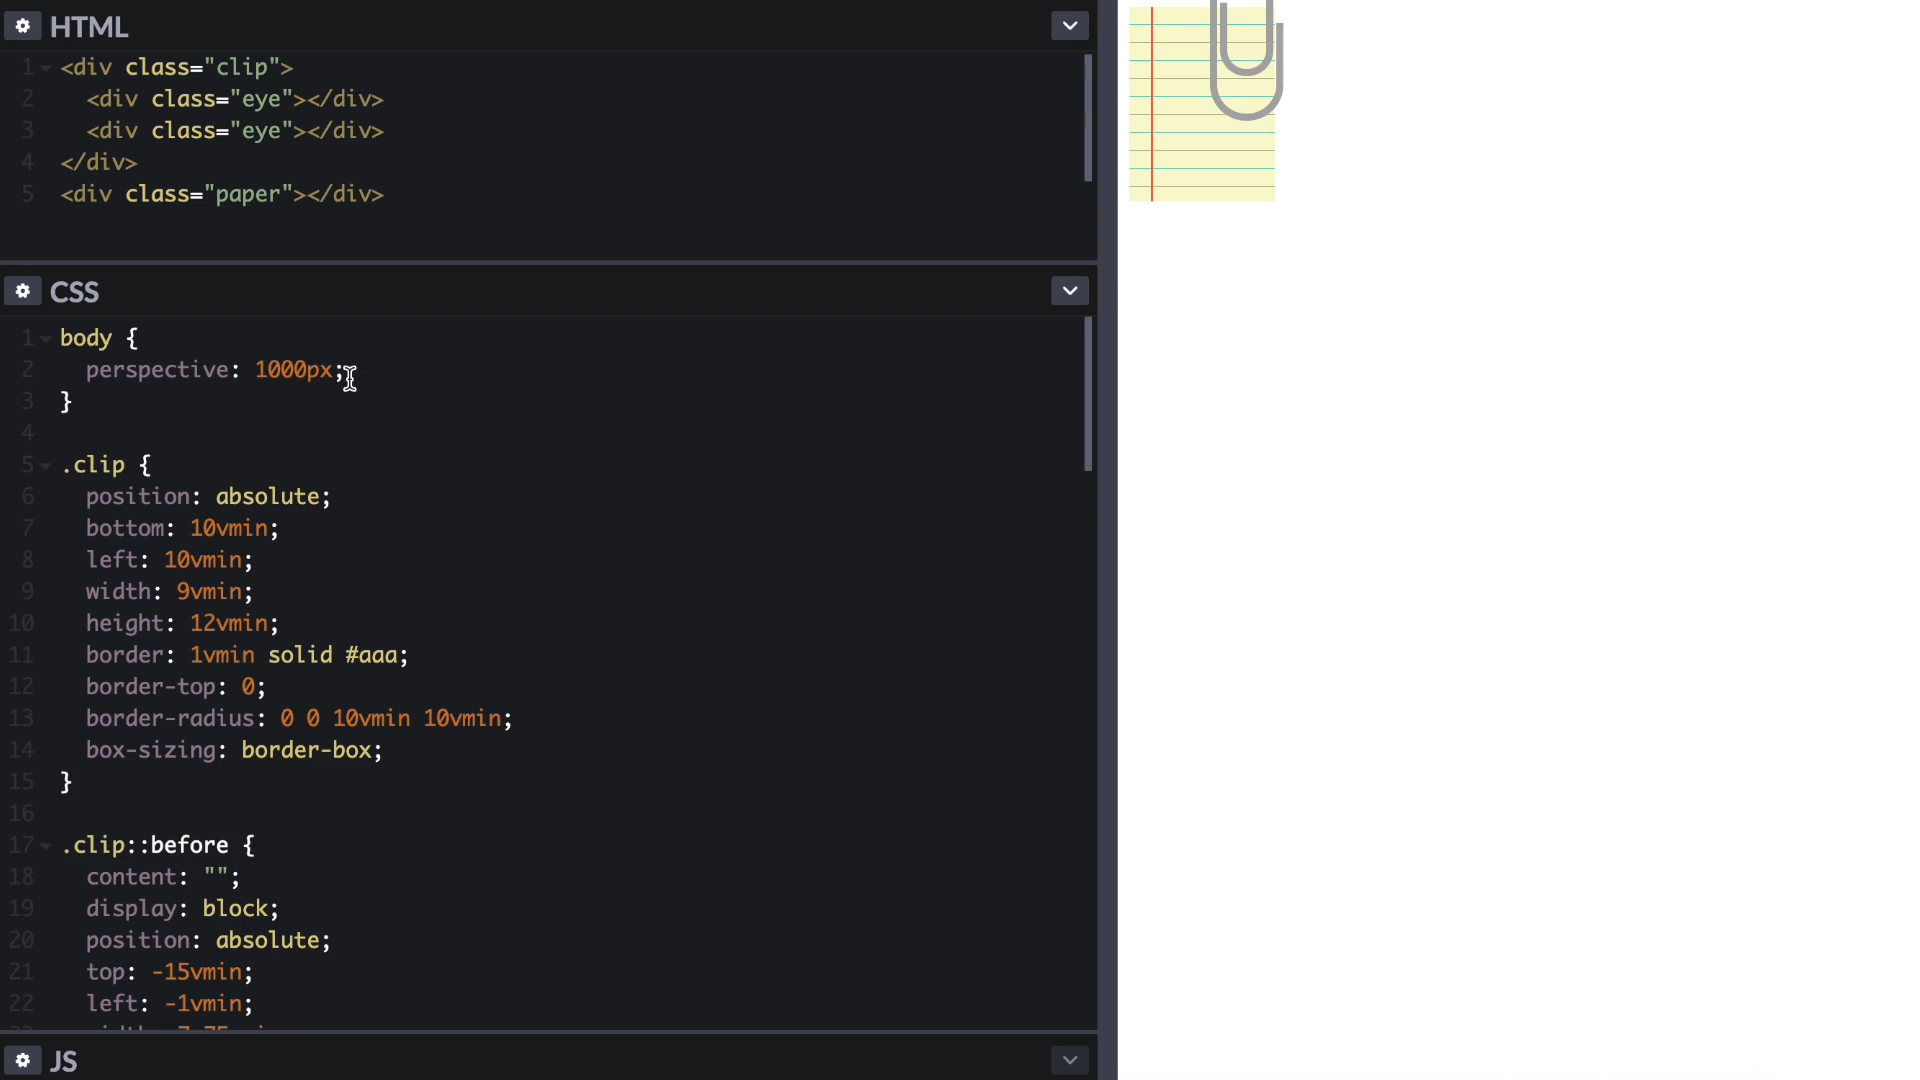 HTML
1 <div class="clip">
2 <div class="eye"></div>
3 <div class="eye"></div>
4 </div>
5 <div class="paper"></div>
CSS
1 body {
2 perspective: 1000px;
3 }
4
5 .clip {
6 position: absolute;
7 bottom: 10vmin;
8 left: 10vmin;
9 width: 9vmin;
10 height: 12vmin;
11 border: 1vmin solid #aaa;
12 border-top: 0;
13 border-radius: 0 0 10vmin 10vmin;
14 box-sizing: border-box;
15 }
16
17 .clip::before {
18 content: "";
19 display: block;
20 position: absolute;
21 top: -15vmin;
22 left: -1vmin;
JS